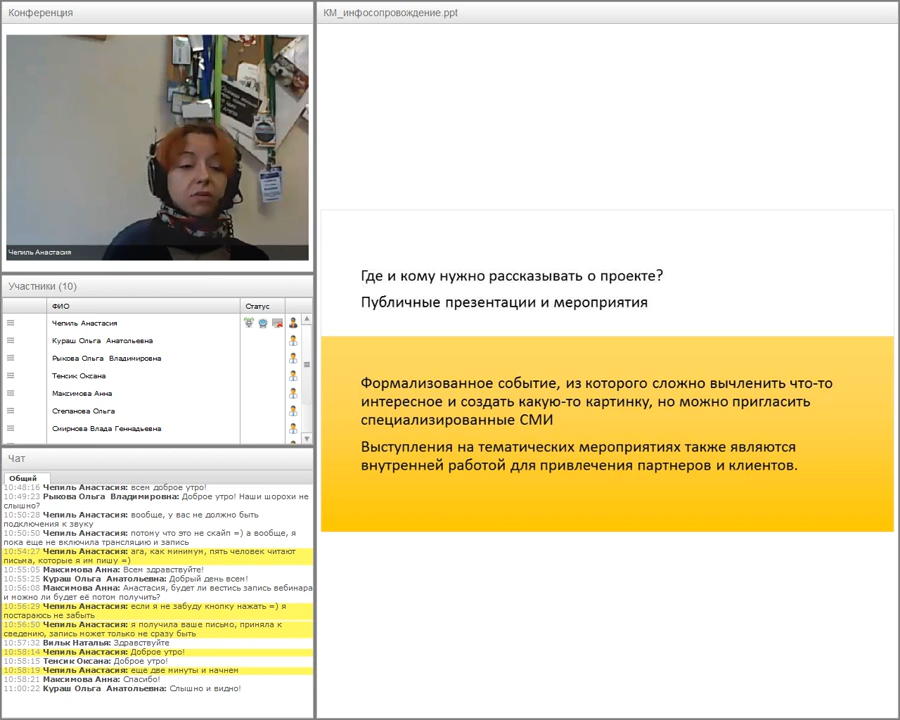 Конференция
Чепиль Анастасия
Участники (10)
ФИО
Статус
Чепиль Анастасия
Кураш Ольга Анатольевна
Рыкова Ольга Владимировна
Тенсик Оксана
Максимова Анна
Степанова Ольга
Смирнова Влада Геннадьевна
Чат
Общий
10:48:16 Чепиль Анастасия: всем доброе утро!
10:49:23 Рыкова Ольга Владимировна: Доброе утро! Наши шорохи не
слышно?
10:50:28 Чепиль Анастасия: вообще, у вас не должно быть
подключения к звуку
10:50:50 Чепиль Анастасия: потому что это не скайп =) а вообще, я
пока еще не включила трансляцию и запись
10:54:27 Чепиль Анастасия: ага, как минимум, пять человек читают
письма, которые я им пишу =)
10:55:05 Максимова Анна: Всем здравствуйте!
10:55:25 Кураш Ольга Анатольевна: Добрый день всем!
10:56:08 Максимова Анна: Анастасия, будет ли вестись запись вебинара
и можно ли будет её потом получить?
10:56:29 Чепиль Анастасия: если я не забуду кнопку нажать =) я
постараюсь не забыть
10:56:50 Чепиль Анастасия: я получила ваше письмо, приняла к
сведению, запись может только не сразу быть
10:57:32 Вильк Наталья: Здравствуйте
10:58:14 Чепиль Анастасия: Доброе утро!
10:58:15 Тенсик Оксана: Доброе утро!
10:58:19 Чепиль Анастасия: еще две минуты и начнем
10:58:21 Максимова Анна: Спасибо!
11:00:22 Кураш Ольга Анатольевна: Слышно и видно!
КМ_инфосопровождение.ppt
Где и кому нужно рассказывать о проекте?
Публичные презентации и мероприятия
Формализованное событие, из которого сложно вычленить что-то
интересное и создать какую-то картинку, но можно пригласить
специализированные СМИ
Выступления на тематических мероприятиях также являются
внутренней работой для привлечения партнеров и клиентов.